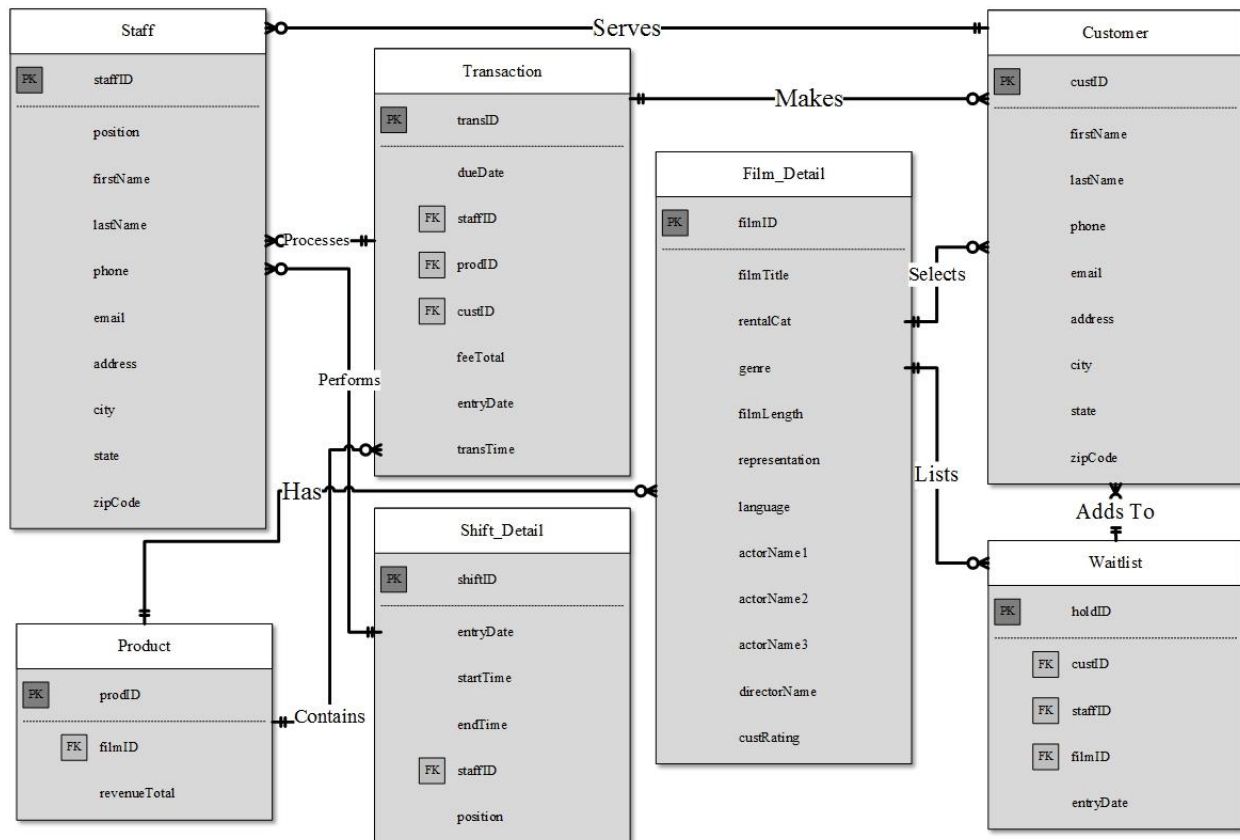 Staff
PK staffID
position
firstName
lastName
phone
email
address
city
state
zipCode
Serves
Transaction
PK transID
dueDate
FK staffID
FK prodID
FK custID
feeTotal
entryDate
transTime
Makes
Customer
PK custID
firstName
lastName
phone
email
address
city
state
zipCode
Film_Detail
PK filmID
filmTitle
rentalCat
genre
filmLength
representation
language
actorName1
actorName2
actorName3
directorName
custRating
Processes
Performs
Selects
Lists
Has
Adds To
Contains
Product
PK prodID
FK filmID
revenueTotal
Shift_Detail
PK shiftID
entryDate
startTime
endTime
FK staffID
position
Waitlist
PK holdID
FK custID
FK staffID
FK filmID
entryDate